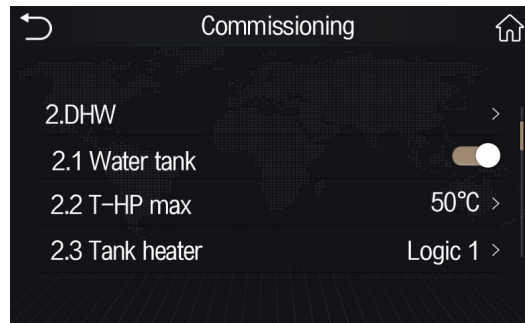 Commissioning
2.DHW >
2.1 Water tank
2.2 T-HP max 50°C >
2.3 Tank heater Logic 1 >